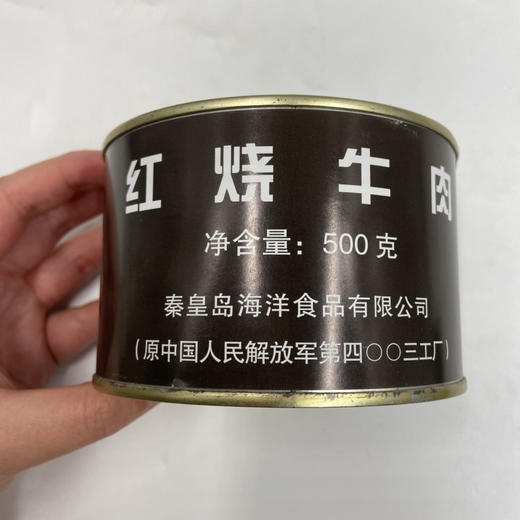 红烧牛肉
净含量：500克
秦皇岛海洋食品有限公司
（原中国人民解放军第四〇〇三工厂）